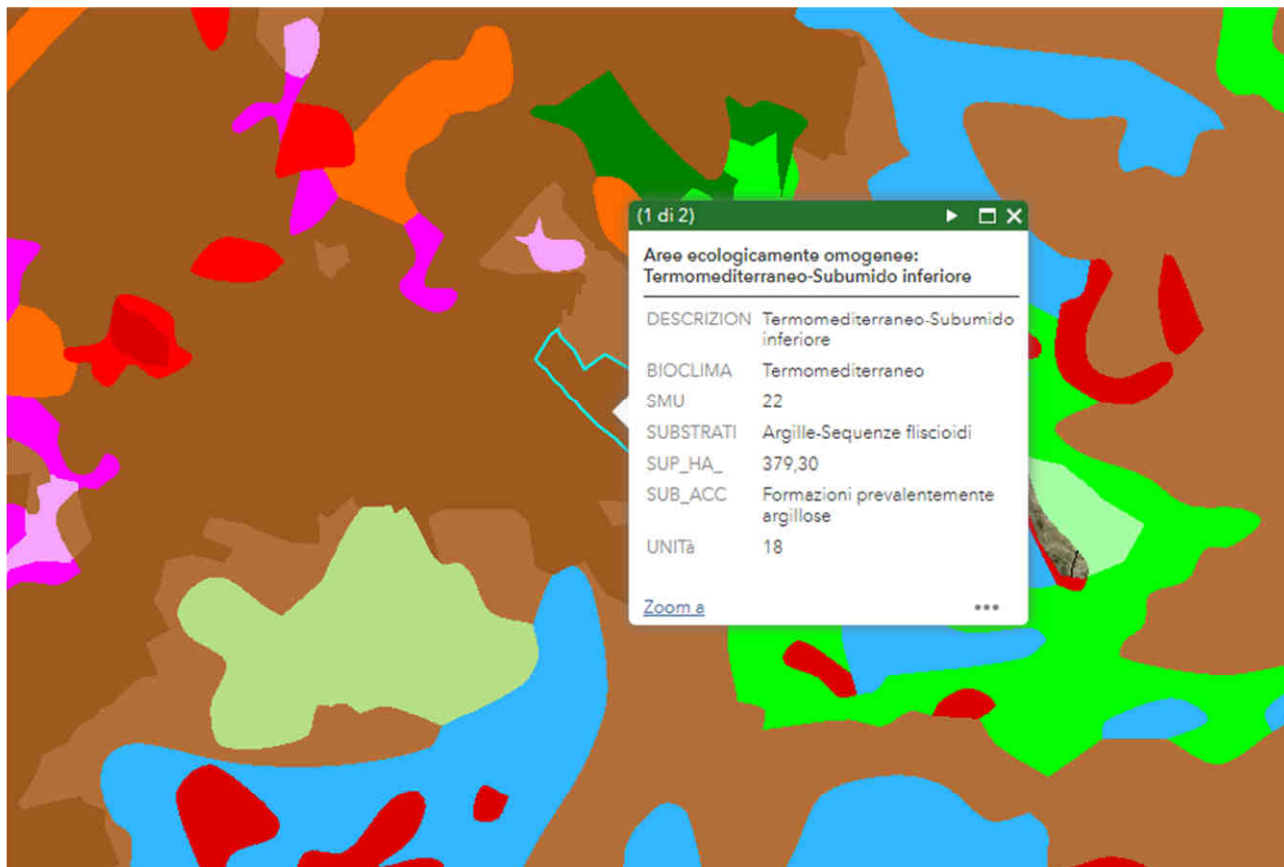 (1 di 2)
Aree ecologicamente omogenee:
Termomediterraneo-Subumido inferiore
DESCRIZION Termomediterraneo-Subumido
inferiore
BIOCLIMA Termomediterraneo
SMU 22
SUBSTRATI Argille-Sequenze fliscioidi
SUP_HA_ 379,30
SUB_ACC Formazioni prevalentemente
argillose
UNITà 18
Zoom a